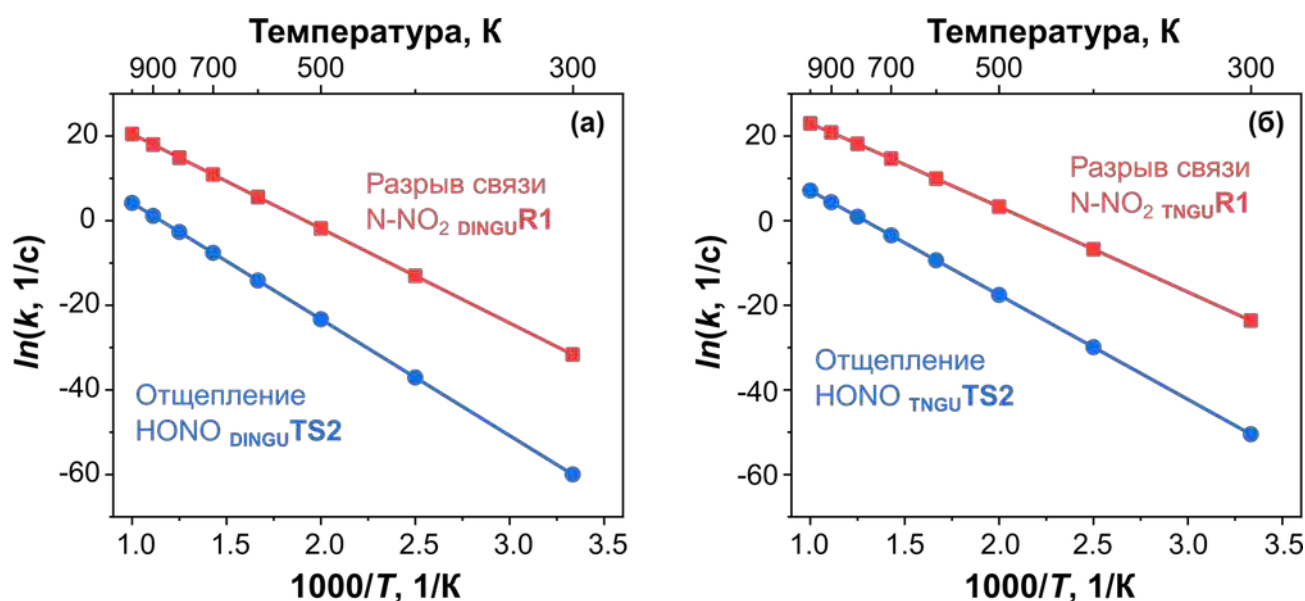 Температура, К
900 700 500 300
(а)
20
0
-20
-40
-60
ln(k, 1/с)
Разрыв связи
N-NO₂ DINGUR1
Отщепление
HONO DINGUTS2
1.0 1.5 2.0 2.5 3.0 3.5
1000/T, 1/К
Температура, К
900 700 500 300
(б)
20
0
-20
-40
-60
ln(k, 1/с)
Разрыв связи
N-NO₂ TNGUR1
Отщепление
HONO TNGUTS2
1.0 1.5 2.0 2.5 3.0 3.5
1000/T, 1/К